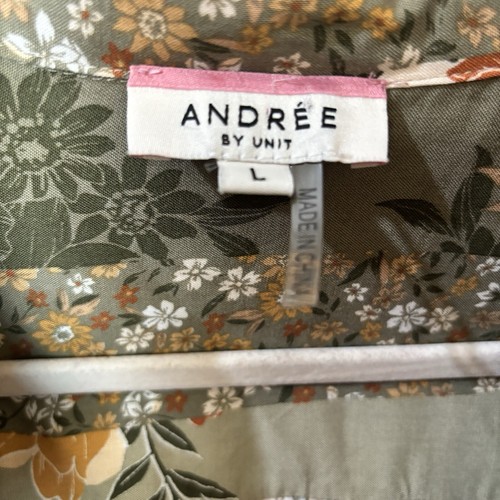 ANDRÉE
BY UNIT
L
MADE IN CHINA